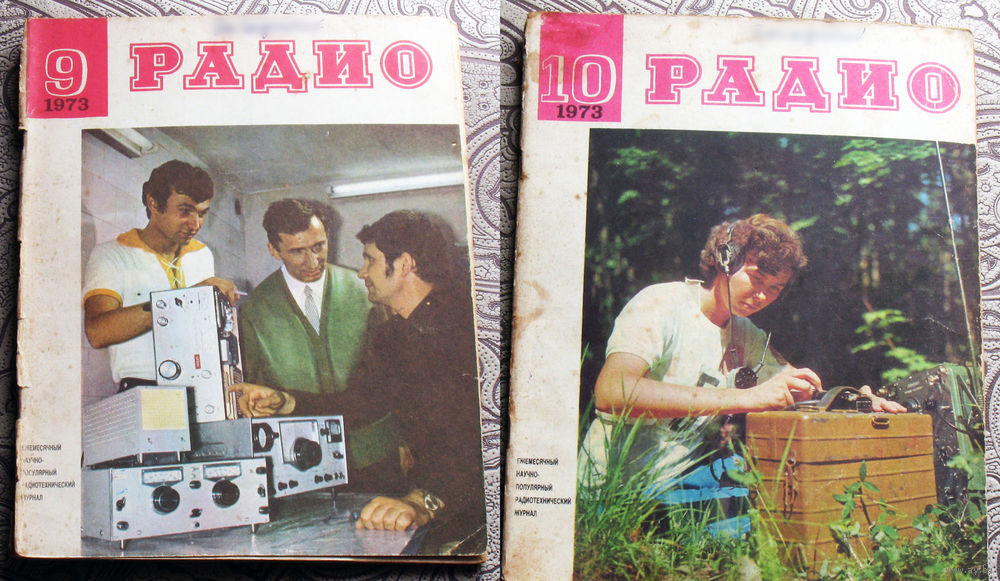 9
1973
РАДИО
ЕЖЕМЕСЯЧНЫЙ
НАУЧНО-
ПОПУЛЯРНЫЙ
РАДИОТЕХНИЧЕСКИЙ
ЖУРНАЛ
10
1973
РАДИО
ЕЖЕМЕСЯЧНЫЙ
НАУЧНО-
ПОПУЛЯРНЫЙ
РАДИОТЕХНИЧЕСКИЙ
ЖУРНАЛ